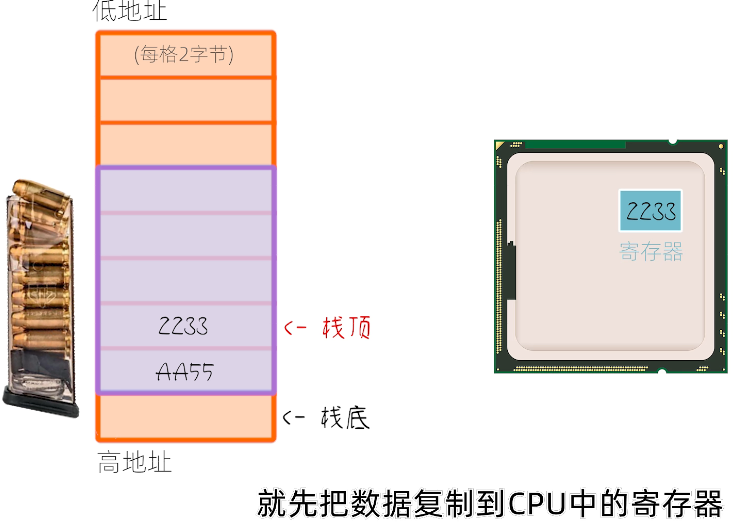 低地址
(每格2字节)
2233
寄存器
2233
<- 栈顶
AA55
<- 栈底
高地址
就先把数据复制到CPU中的寄存器